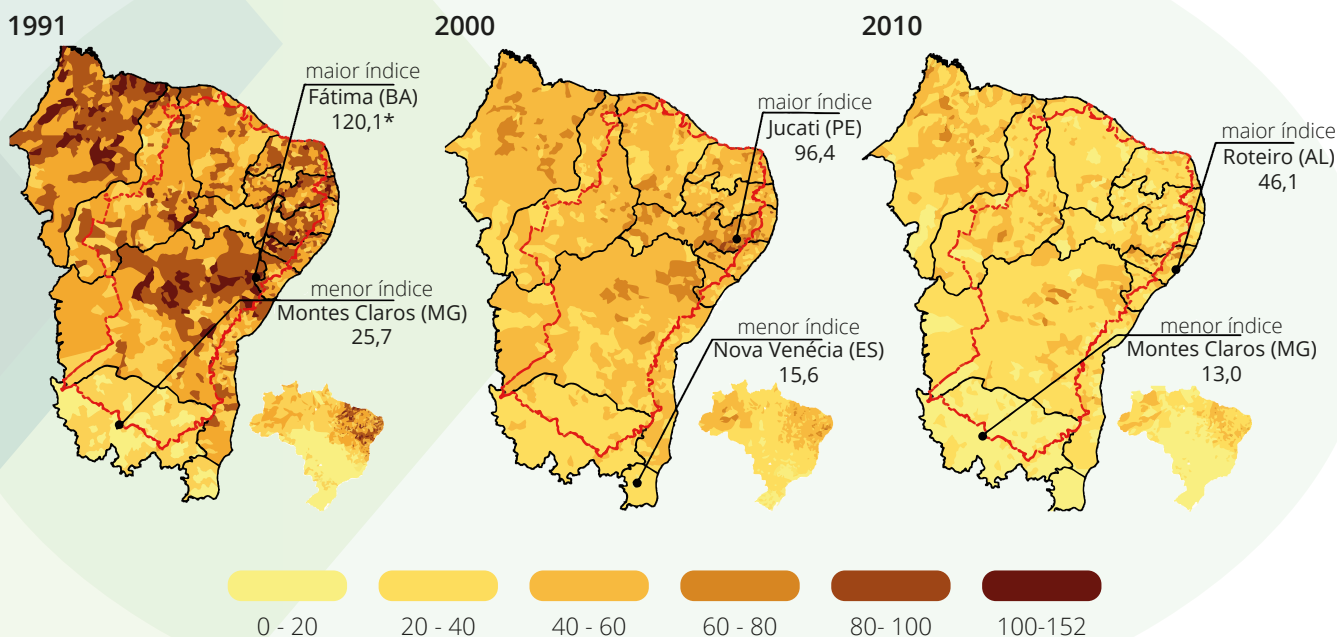 1991
maior índice
Fátima (BA)
120,1*
menor índice
Montes Claros (MG)
25,7
2000
maior índice
Jucati (PE)
96,4
menor índice
Nova Venécia (ES)
15,6
2010
maior índice
Roteiro (AL)
46,1
menor índice
Montes Claros (MG)
13,0
0 - 20
20 - 40
40 - 60
60 - 80
80- 100
100-152